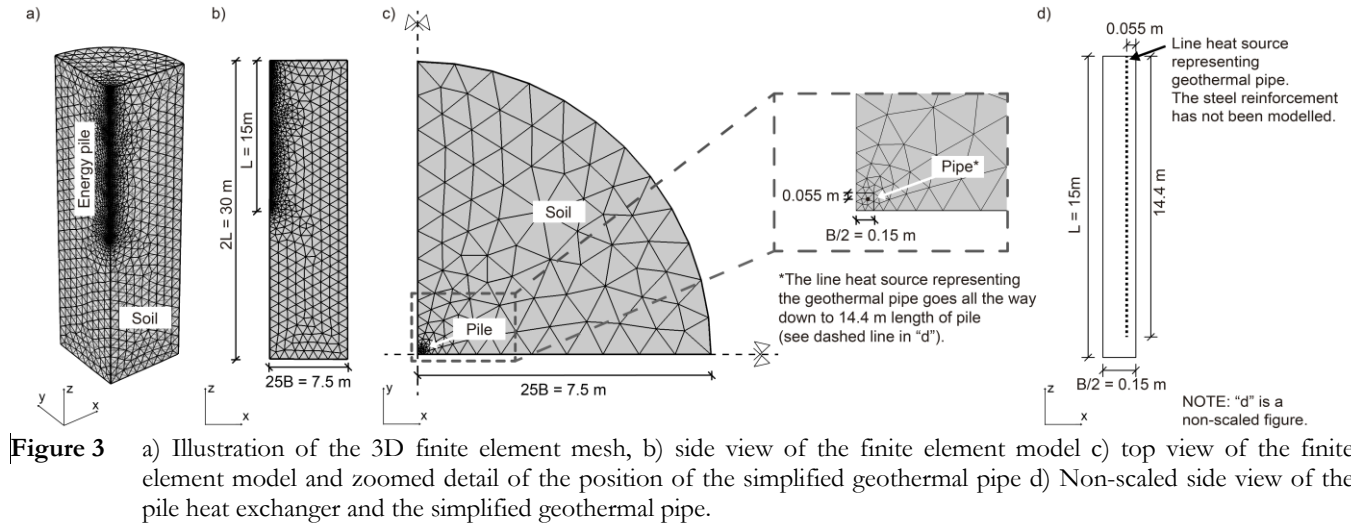 a)
b)
c)
d)
Energy pile
Soil
y
z
x
2L = 30 m
L = 15m
25B = 7.5 m
z
x
Soil
Pile
25B = 7.5 m
y
x
Pipe*
0.055 m
B/2 = 0.15 m
*The line heat source representing
the geothermal pipe goes all the way
down to 14.4 m length of pile
(see dashed line in “d”).
0.055 m
Line heat source
representing
geothermal pipe.
The steel reinforcement
has not been modelled.
L = 15m
14.4 m
B/2 = 0.15 m
z
x
NOTE: “d” is a
non-scaled figure.
Figure 3 a) Illustration of the 3D finite element mesh, b) side view of the finite element model c) top view of the finite
element model and zoomed detail of the position of the simplified geothermal pipe d) Non-scaled side view of the
pile heat exchanger and the simplified geothermal pipe.